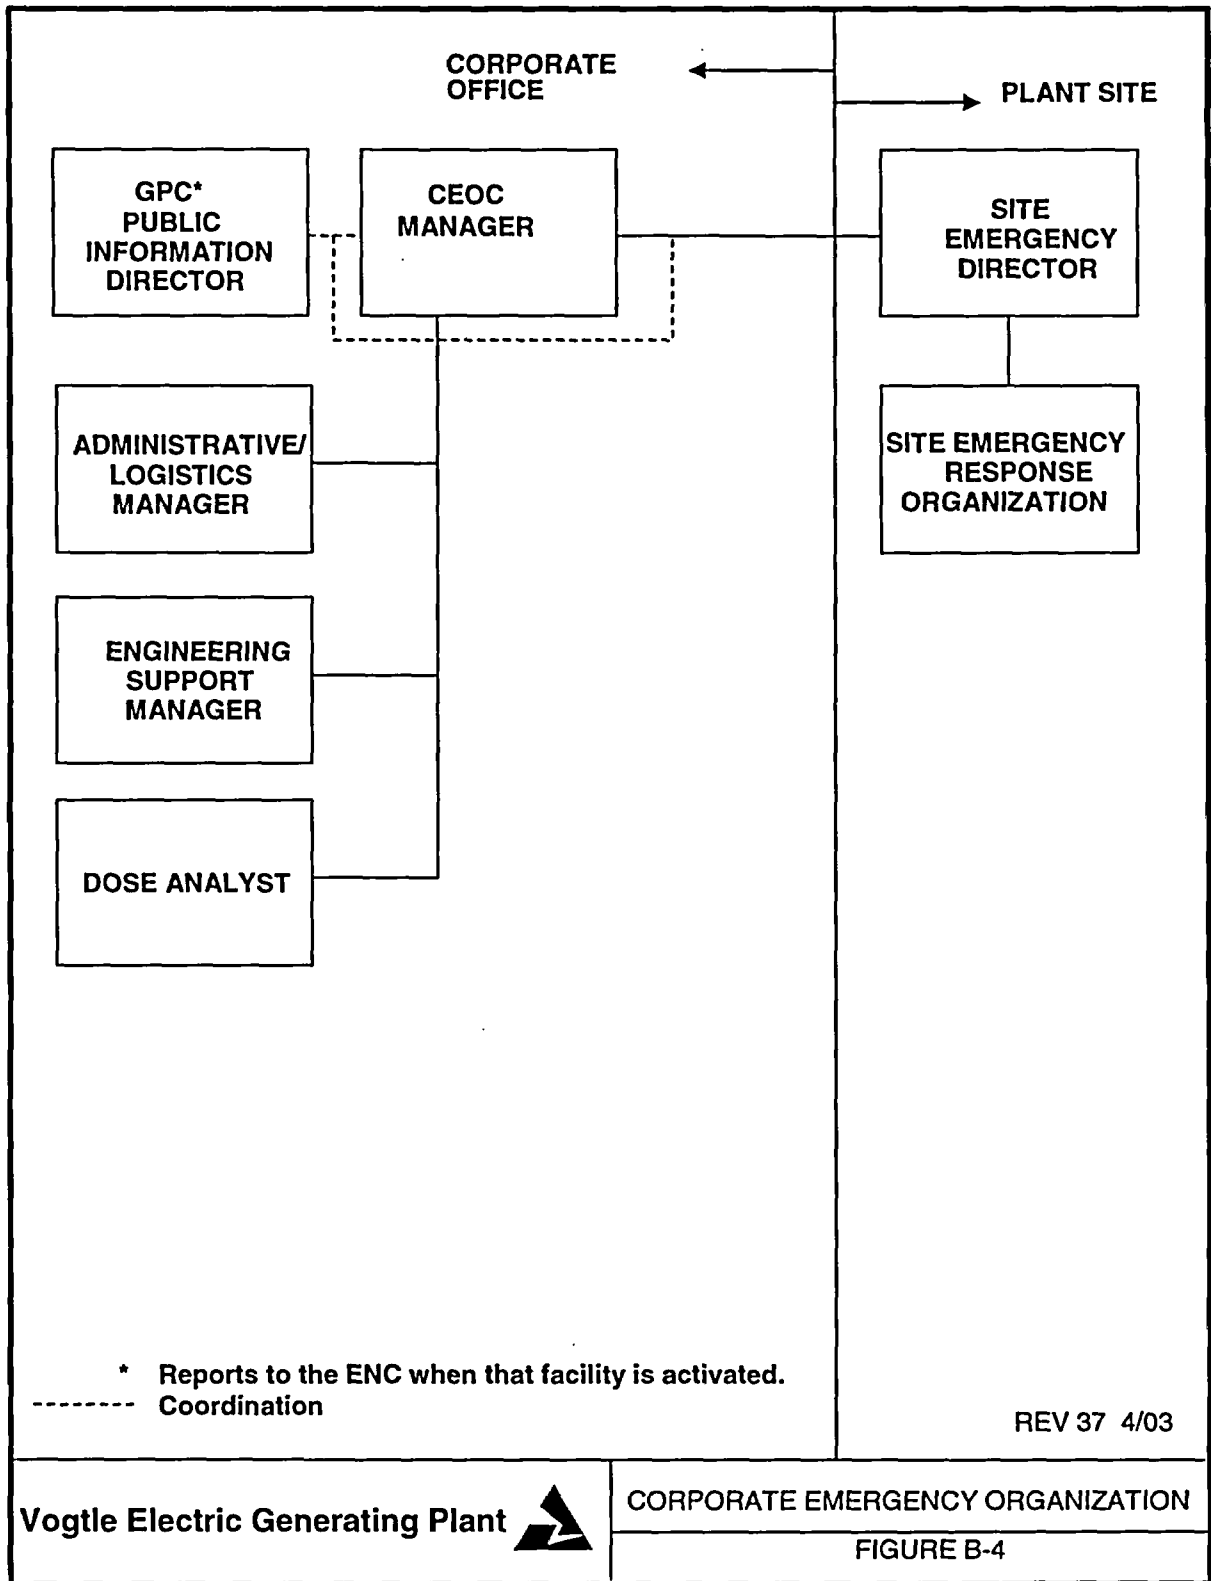 CORPORATE
OFFICE
PLANT SITE
GPC*
PUBLIC
INFORMATION
DIRECTOR
CEOC
MANAGER
SITE
EMERGENCY
DIRECTOR
ADMINISTRATIVE/
LOGISTICS
MANAGER
SITE EMERGENCY
RESPONSE
ORGANIZATION
ENGINEERING
SUPPORT
MANAGER
DOSE ANALYST
* Reports to the ENC when that facility is activated.
-------- Coordination
REV 37 4/03
Vogtle Electric Generating Plant
CORPORATE EMERGENCY ORGANIZATION
FIGURE B-4